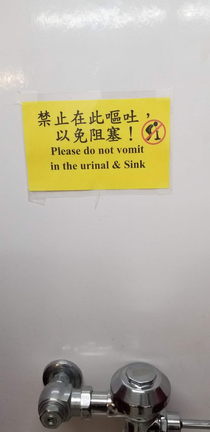 禁止在此嘔吐，
以免阻塞！
Please do not vomit
in the urinal & Sink